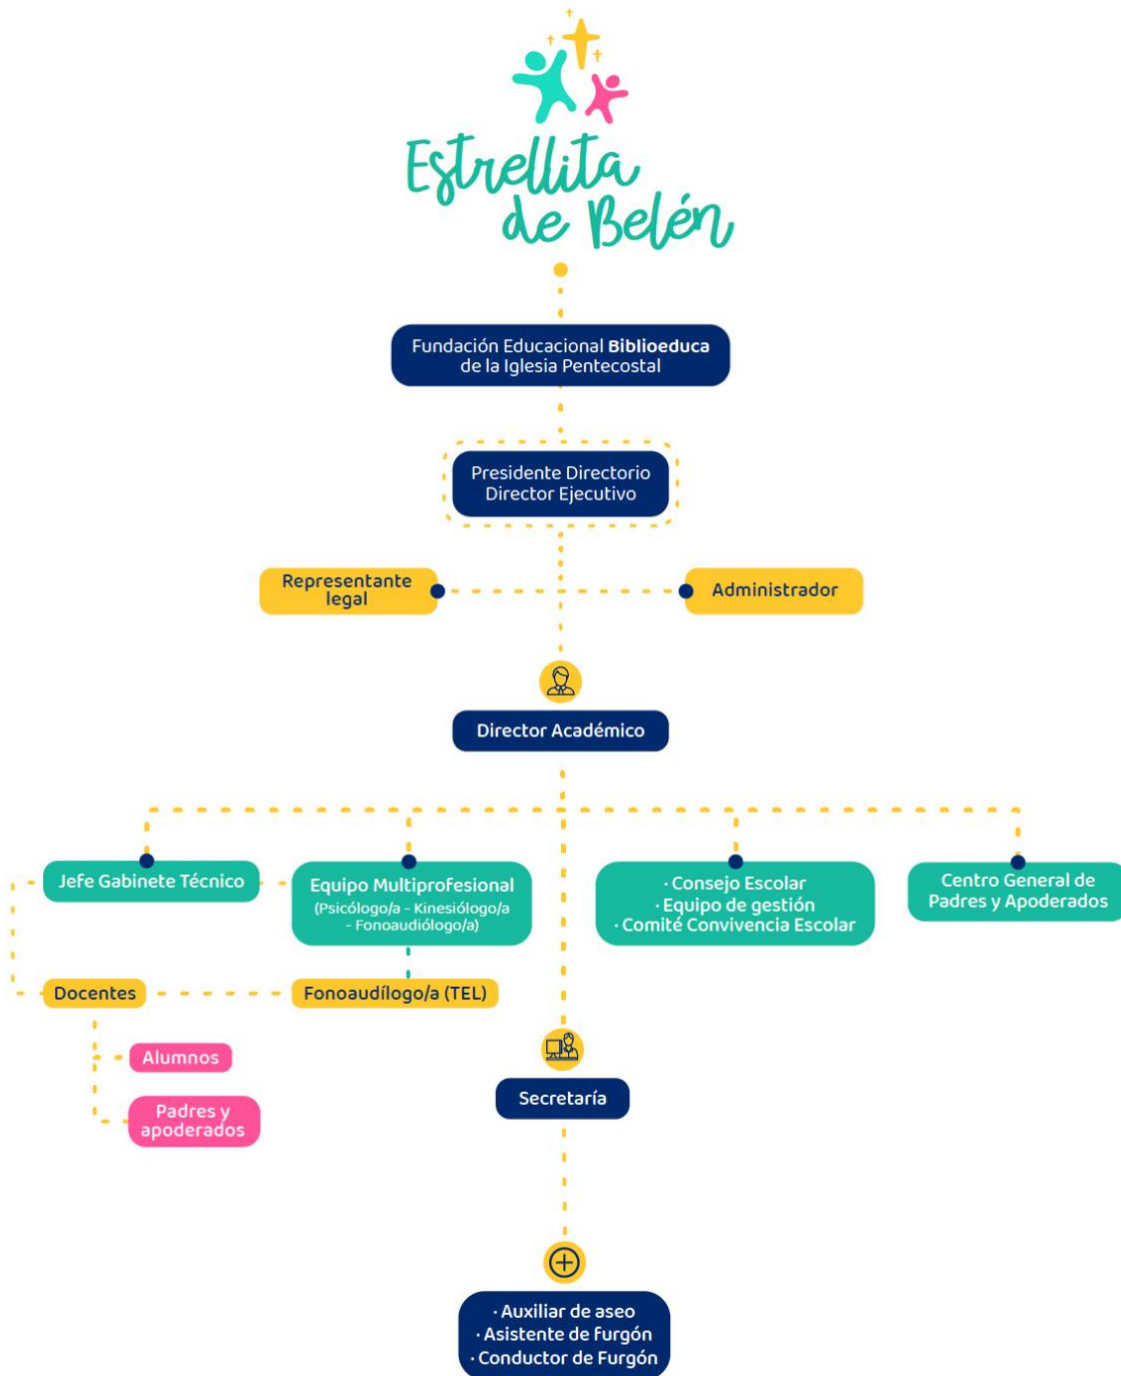 Estrellita
de Belén
Fundación Educacional Biblioeduca
de la Iglesia Pentecostal
Presidente Directorio
Director Ejecutivo
Representante
legal
Administrador
Director Académico
Jefe Gabinete Técnico
Equipo Multiprofesional
(Psicólogo/a - Kinesiólogo/a
- Fonoaudiólogo/a)
· Consejo Escolar
· Equipo de gestión
· Comité Convivencia Escolar
Centro General de
Padres y Apoderados
Docentes
Fonoaudílogo/a (TEL)
Alumnos
Padres y
apoderados
Secretaría
· Auxiliar de aseo
· Asistente de furgón
· Conductor de Furgón